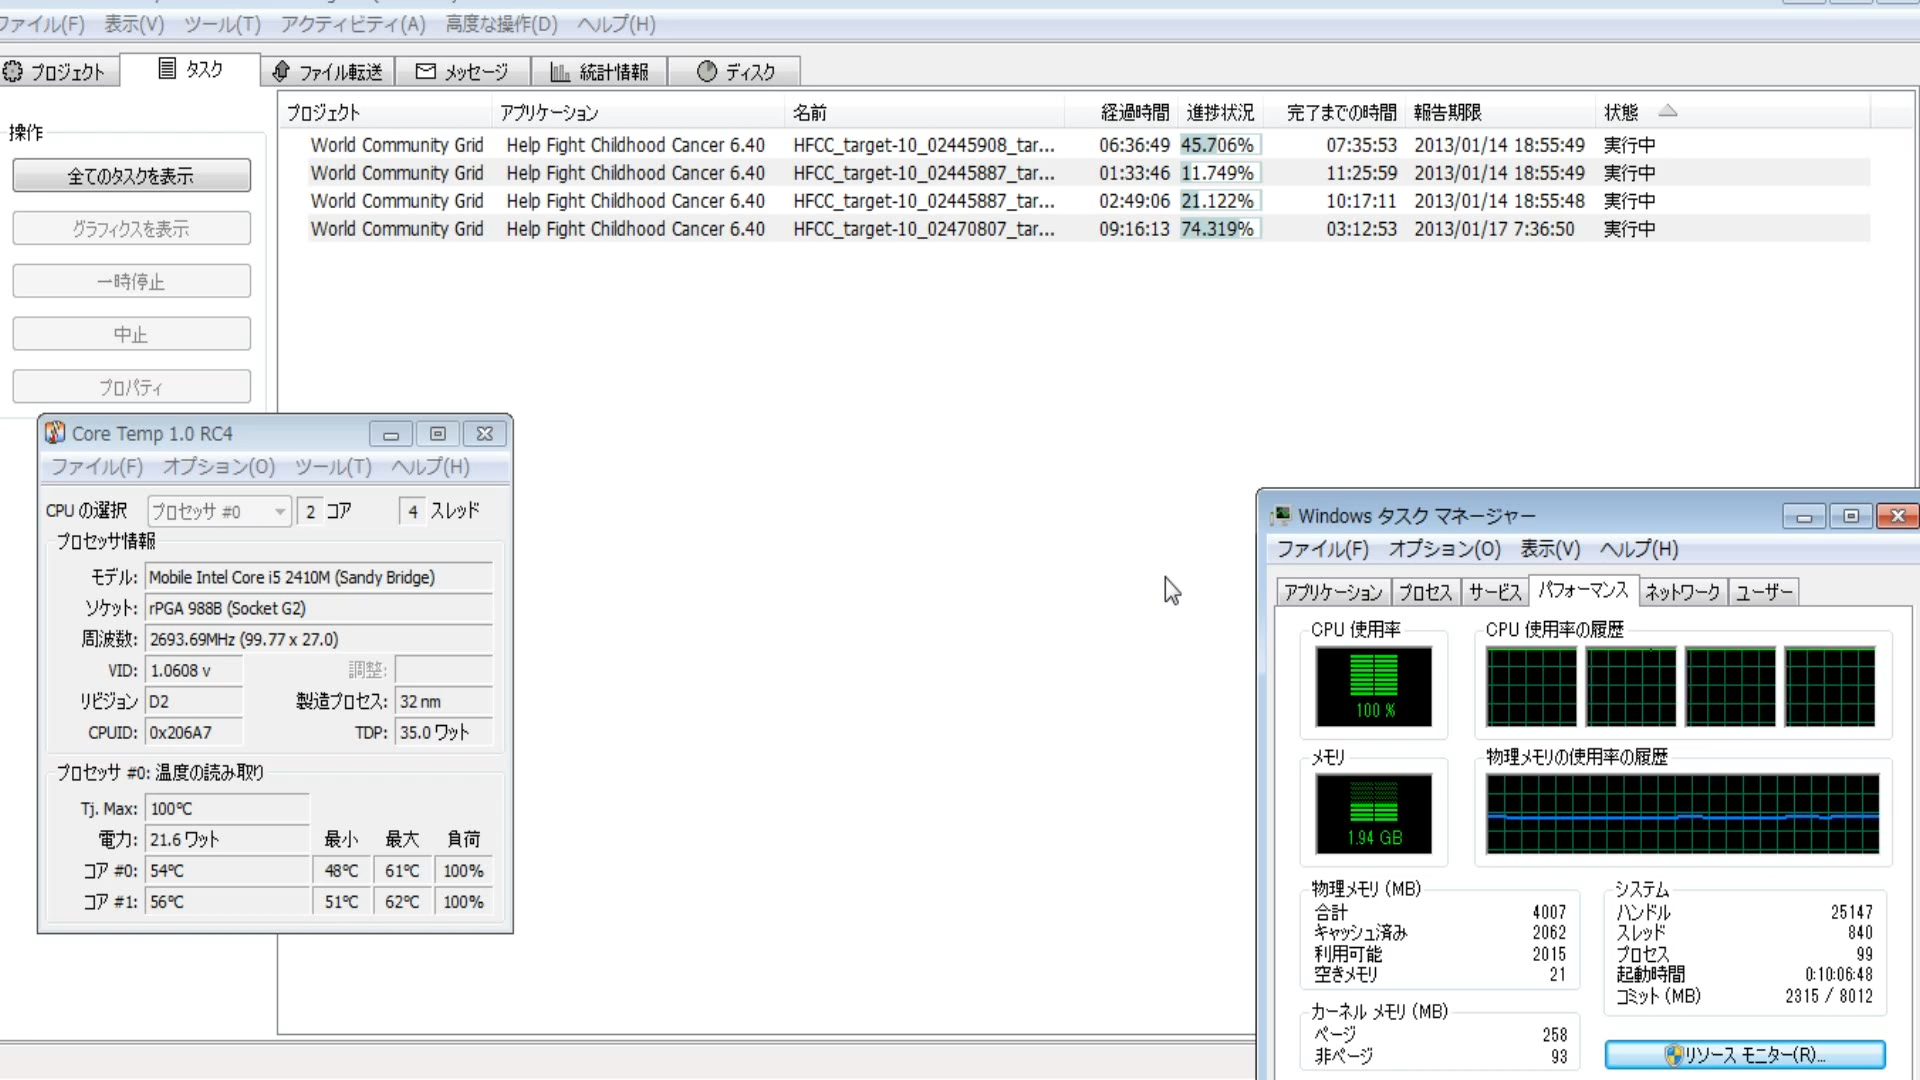 ファイル(F) 表示(V) ツール(T) アクティビティ(A) 高度な操作(D) ヘルプ(H)
プロジェクト タスク ファイル転送 メッセージ 統計情報 ディスク
操作
全てのタスクを表示
グラフィクスを表示
一時停止
中止
プロパティ
プロジェクト アプリケーション 名前 経過時間 進捗状況 完了までの時間 報告期限 状態
World Community Grid Help Fight Childhood Cancer 6.40 HFCC_target-10_02445908_tar... 06:36:49 45.706% 07:35:53 2013/01/14 18:55:49 実行中
World Community Grid Help Fight Childhood Cancer 6.40 HFCC_target-10_02445887_tar... 01:33:46 11.749% 11:25:59 2013/01/14 18:55:49 実行中
World Community Grid Help Fight Childhood Cancer 6.40 HFCC_target-10_02445887_tar... 02:49:06 21.122% 10:17:11 2013/01/14 18:55:48 実行中
World Community Grid Help Fight Childhood Cancer 6.40 HFCC_target-10_02470807_tar... 09:16:13 74.319% 03:12:53 2013/01/17 7:36:50 実行中
Core Temp 1.0 RC4
ファイル(F) オプション(O) ツール(T) ヘルプ(H)
CPU の選択 プロセッサ #0 2 コア 4 スレッド
プロセッサ情報
モデル: Mobile Intel Core i5 2410M (Sandy Bridge)
ソケット: rPGA 988B (Socket G2)
周波数: 2693.69MHz (99.77 x 27.0)
VID: 1.0608 v 調整:
リビジョン D2 製造プロセス: 32 nm
CPUID: 0x206A7 TDP: 35.0 ワット
プロセッサ #0: 温度の読み取り
Tj. Max: 100℃
電力: 21.6 ワット 最小 最大 負荷
コア #0: 54℃ 48℃ 61℃ 100%
コア #1: 56℃ 51℃ 62℃ 100%
Windows タスク マネージャー
ファイル(F) オプション(O) 表示(V) ヘルプ(H)
アプリケーション プロセス サービス パフォーマンス ネットワーク ユーザー
CPU 使用率 CPU 使用率の履歴
100 %
メモリ 物理メモリの使用率の履歴
1.94 GB
物理メモリ (MB)
合計 4007
キャッシュ済み 2062
利用可能 2015
空きメモリ 21
カーネル メモリ (MB)
ページ 258
非ページ 93
システム
ハンドル 25147
スレッド 840
プロセス 99
起動時間 0:10:06:48
コミット (MB) 2315 / 8012
リソース モニター(R)...